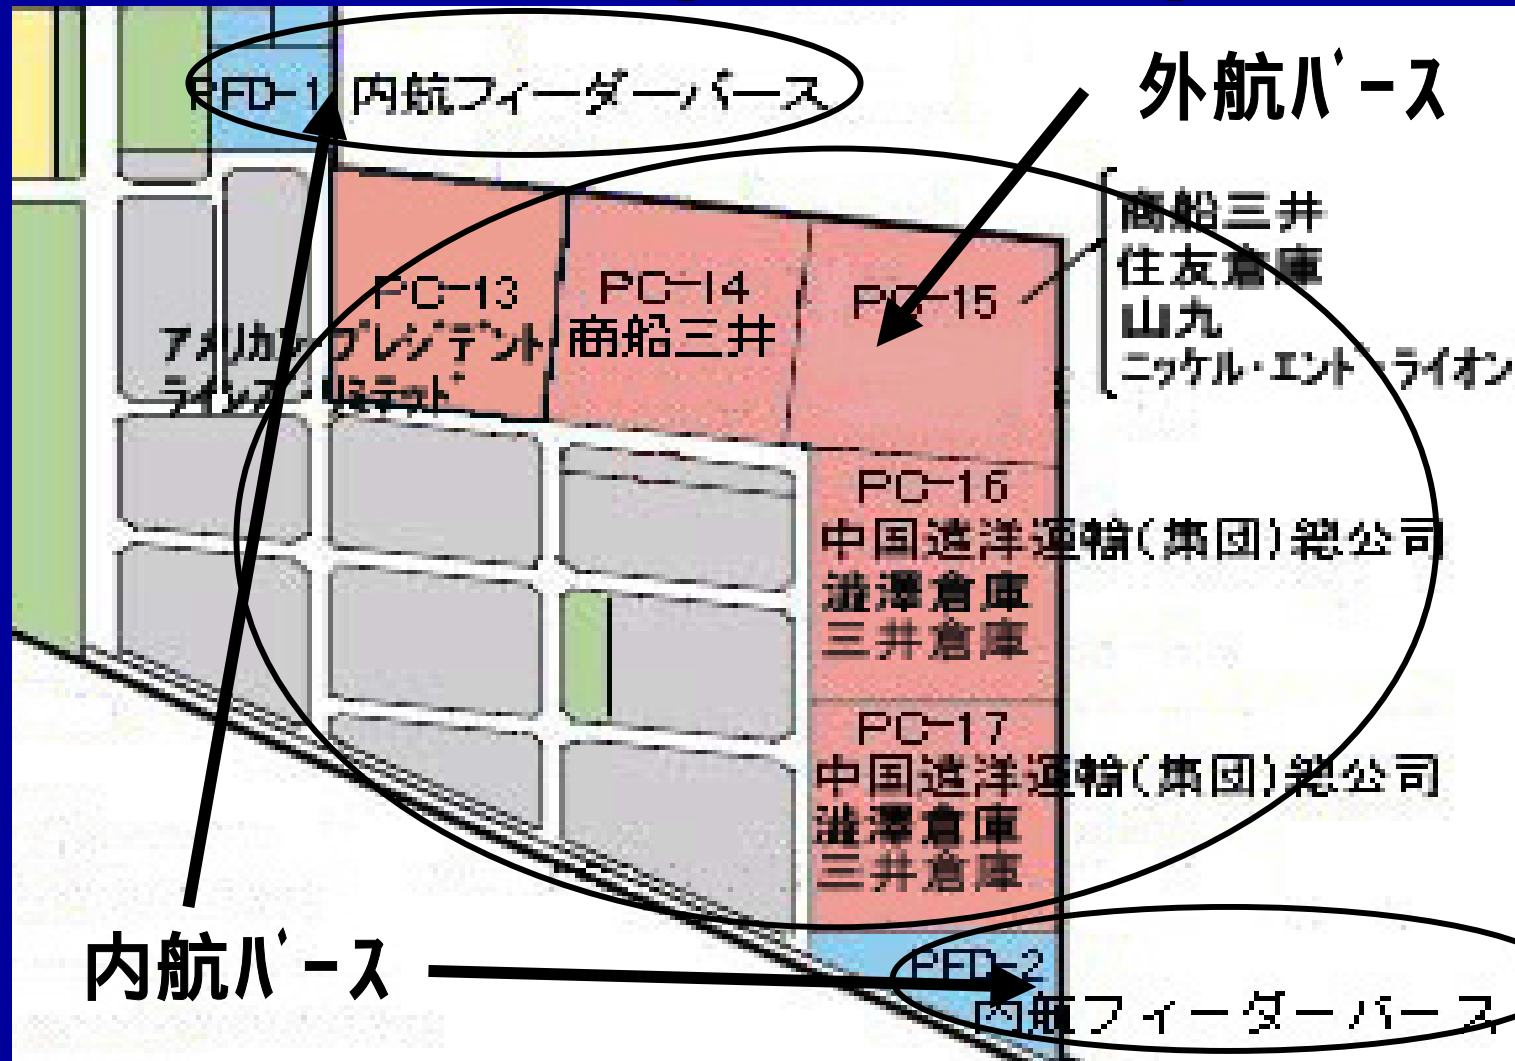 PFD-1 内航フィーダーバース
外航バース
商船三井
住友倉庫
山九
ニッケル・エンド・ライオン
PC-13
アメリカン プレジデント
ラインズ リミテッド
PC-14
商船三井
PC-15
PC-16
中国遠洋運輸(集団)総公司
澁澤倉庫
三井倉庫
PC-17
中国遠洋運輸(集団)総公司
澁澤倉庫
三井倉庫
内航バース
PFD-2
内航フィーダーバース